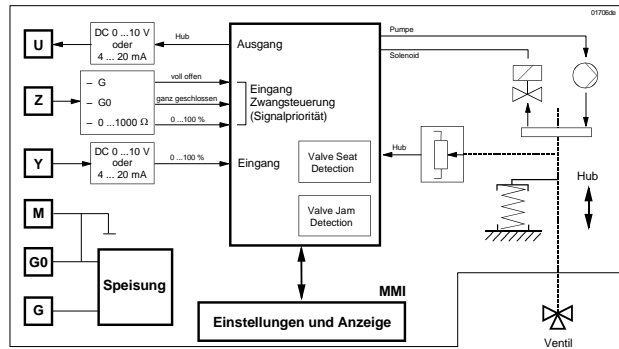 01706de
U
DC 0 ...10 V
oder
4 ... 20 mA
Hub
Ausgang
Pumpe
Solenoid
Z
– G
– G0
– 0 ...1000 Ω
voll offen
ganz geschlossen
0 ...100 %
Eingang
Zwangsteuerung
(Signalpriorität)
Y
DC 0 ...10 V
oder
4 ... 20 mA
0 ...100 %
Eingang
Valve Seat
Detection
Valve Jam
Detection
Hub
Hub
M
G0
G
Speisung
MMI
Einstellungen und Anzeige
Ventil